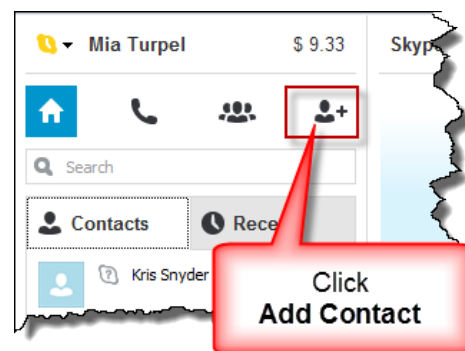 Mia Turpel $ 9.33 Skyp
Search
Contacts Rece
Kris Snyder
Click
Add Contact